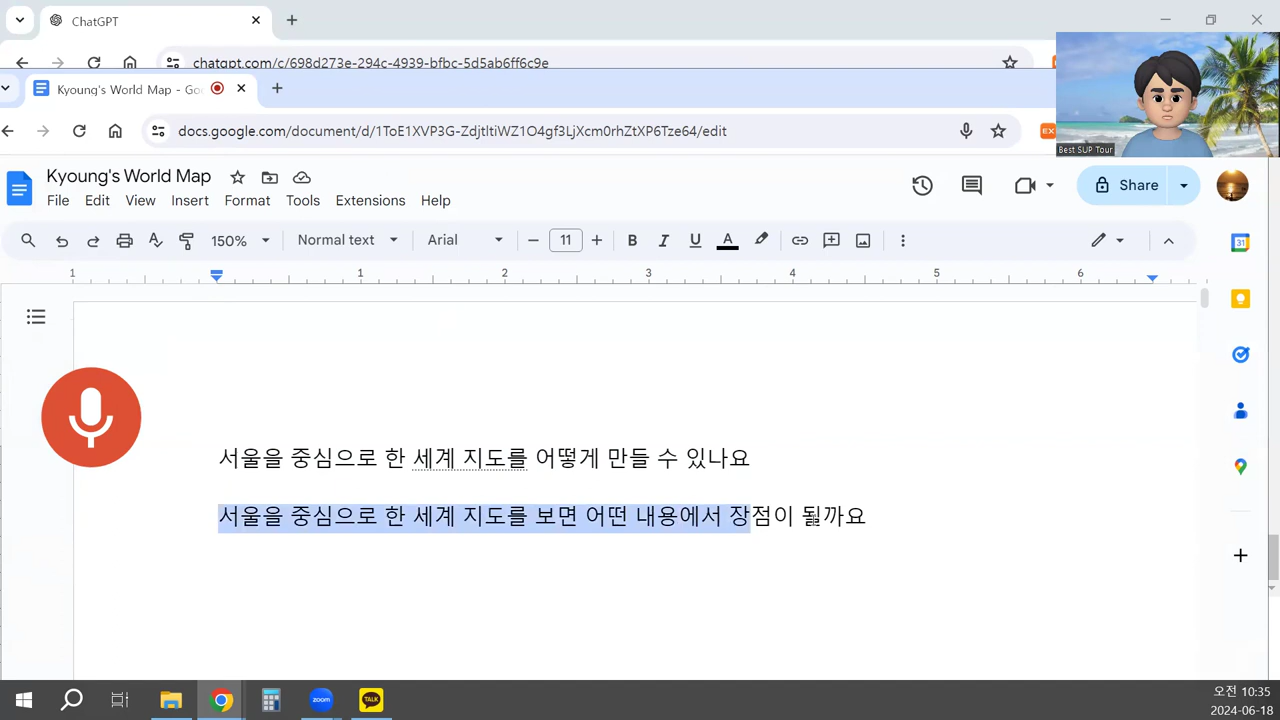 ChatGPT
chatgpt.com/c/698d273e-294c-4939-bfbc-5d5ab6ff6c9e
Kyoung's World Map - Goo
docs.google.com/document/d/1ToE1XVP3G-ZdjtltiWZ1O4gf3LjXcm0rhZtXP6Tze64/edit
Best SUP Tour
Kyoung's World Map
Share
File Edit View Insert Format Tools Extensions Help
150% Normal text Arial 11 B I U A
31
1 1 2 3 4 5 6
서울을 중심으로 한 세계 지도를 어떻게 만들 수 있나요
서울을 중심으로 한 세계 지도를 보면 어떤 내용에서 장점이 될까요
zoom
TALK
오전 10:35
2024-06-18